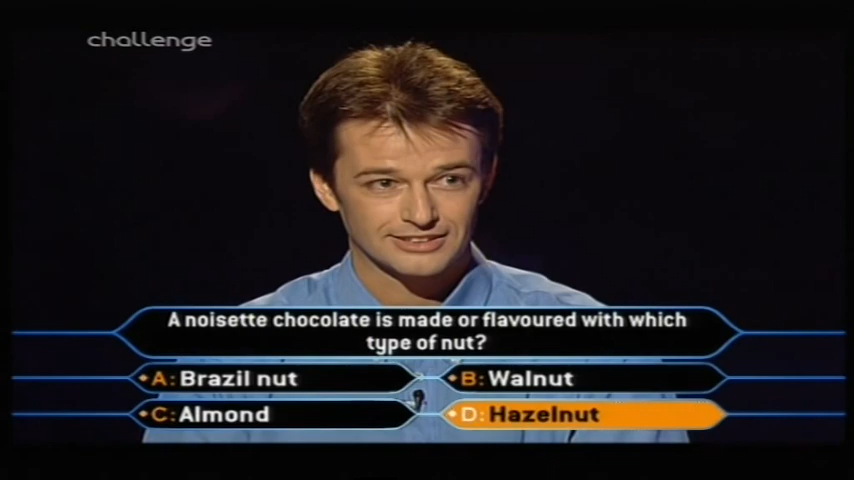 challenge
A noisette chocolate is made or flavoured with which
type of nut?
A: Brazil nut
B: Walnut
C: Almond
D: Hazelnut